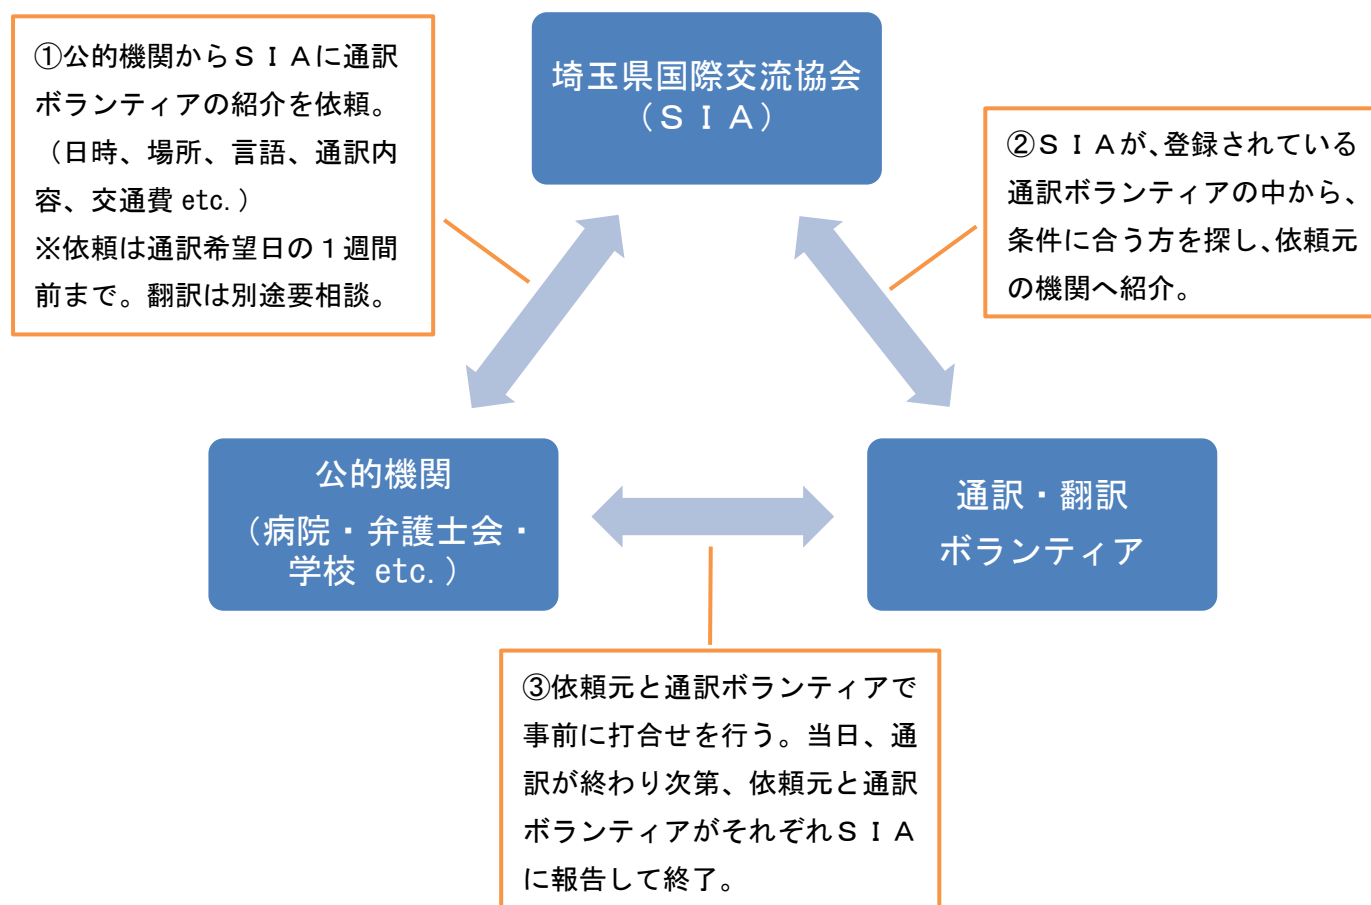 ①公的機関からＳＩＡに通訳
ボランティアの紹介を依頼。
（日時、場所、言語、通訳内
容、交通費 etc.）
※依頼は通訳希望日の１週間
前まで。翻訳は別途要相談。
埼玉県国際交流協会
（ＳＩＡ）
②ＳＩＡが、登録されている
通訳ボランティアの中から、
条件に合う方を探し、依頼元
の機関へ紹介。
公的機関
（病院・弁護士会・
学校 etc.）
通訳・翻訳
ボランティア
③依頼元と通訳ボランティアで
事前に打合せを行う。当日、通
訳が終わり次第、依頼元と通訳
ボランティアがそれぞれＳＩＡ
に報告して終了。